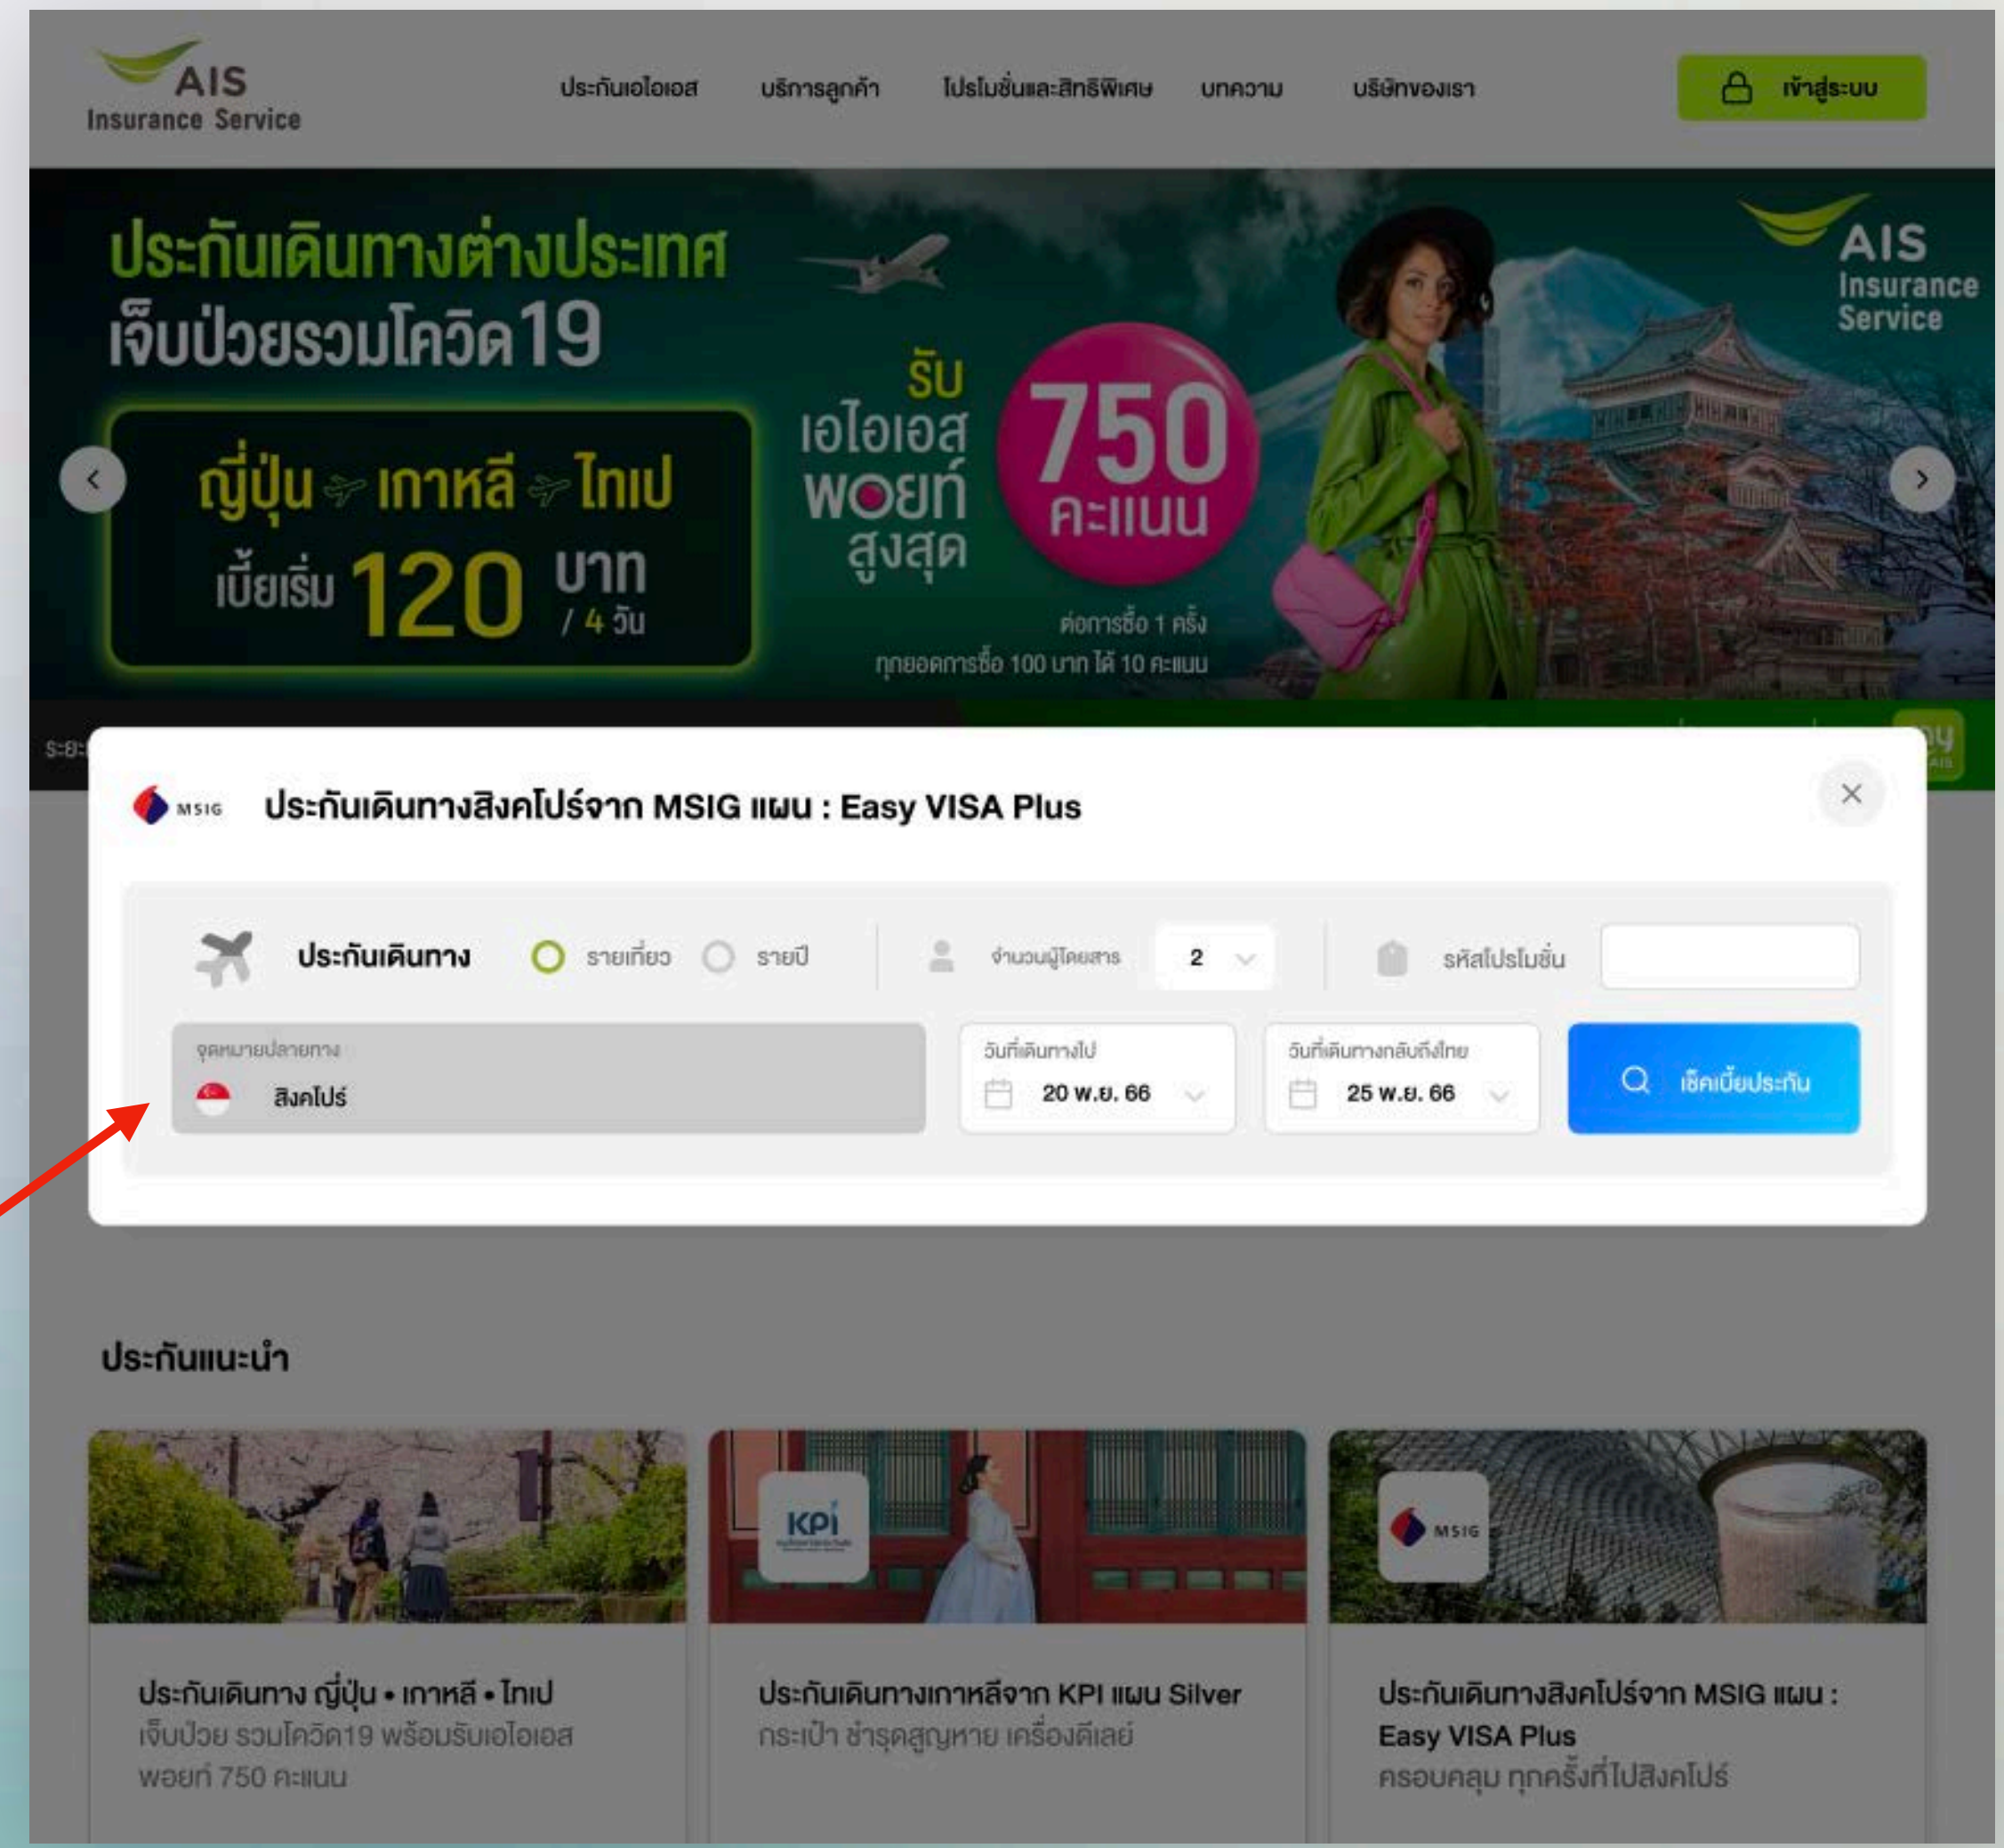 AIS
Insurance Service
ประกันเอไอเอส บริการลูกค้า โปรโมชั่นและสิทธิพิเศษ บทความ บริษัทของเรา เข้าสู่ระบบ
ประกันเดินทางต่างประเทศ
เจ็บป่วยรวมโควิด19
ญี่ปุ่น เกาหลี ไทเป
เบี้ยเริ่ม 120 บาท
/ 4 วัน
รับ
เอไอเอส
พอยท์
สูงสุด
750
คะแนน
ต่อการซื้อ 1 ครั้ง
ทุกยอดการซื้อ 100 บาท ได้ 10 คะแนน
AIS
Insurance
Service
MSIG ประกันเดินทางสิงคโปร์จาก MSIG แผน : Easy VISA Plus
ประกันเดินทาง รายเที่ยว รายปี จำนวนผู้โดยสาร 2 รหัสโปรโมชั่น
จุดหมายปลายทาง
สิงคโปร์
วันที่เดินทางไป
20 พ.ย. 66
วันที่เดินทางกลับถึงไทย
25 พ.ย. 66
เช็คเบี้ยประกัน
ประกันแนะนำ
KPI
MSIG
ประกันเดินทาง ญี่ปุ่น • เกาหลี • ไทเป
เจ็บป่วย รวมโควิด19 พร้อมรับเอไอเอส
พอยท์ 750 คะแนน
ประกันเดินทางเกาหลีจาก KPI แผน Silver
กระเป๋า ชำรุดสูญหาย เครื่องดีเลย์
ประกันเดินทางสิงคโปร์จาก MSIG แผน :
Easy VISA Plus
ครอบคลุม ทุกครั้งที่ไปสิงคโปร์